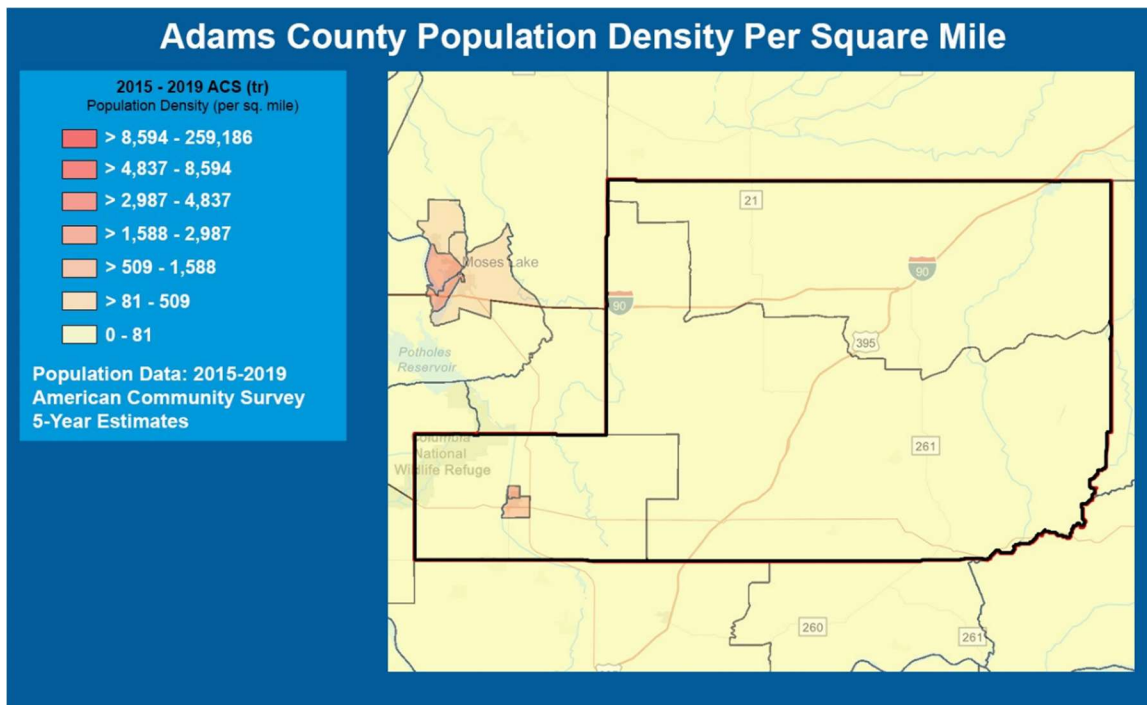 Adams County Population Density Per Square Mile
2015 - 2019 ACS (tr)
Population Density (per sq. mile)
> 8,594 - 259,186
> 4,837 - 8,594
> 2,987 - 4,837
> 1,588 - 2,987
> 509 - 1,588
> 81 - 509
0 - 81
Population Data: 2015-2019
American Community Survey
5-Year Estimates
21
Moses Lake
90
90
Potholes
Reservoir
395
Columbia
National
Wildlife Refuge
261
260
261